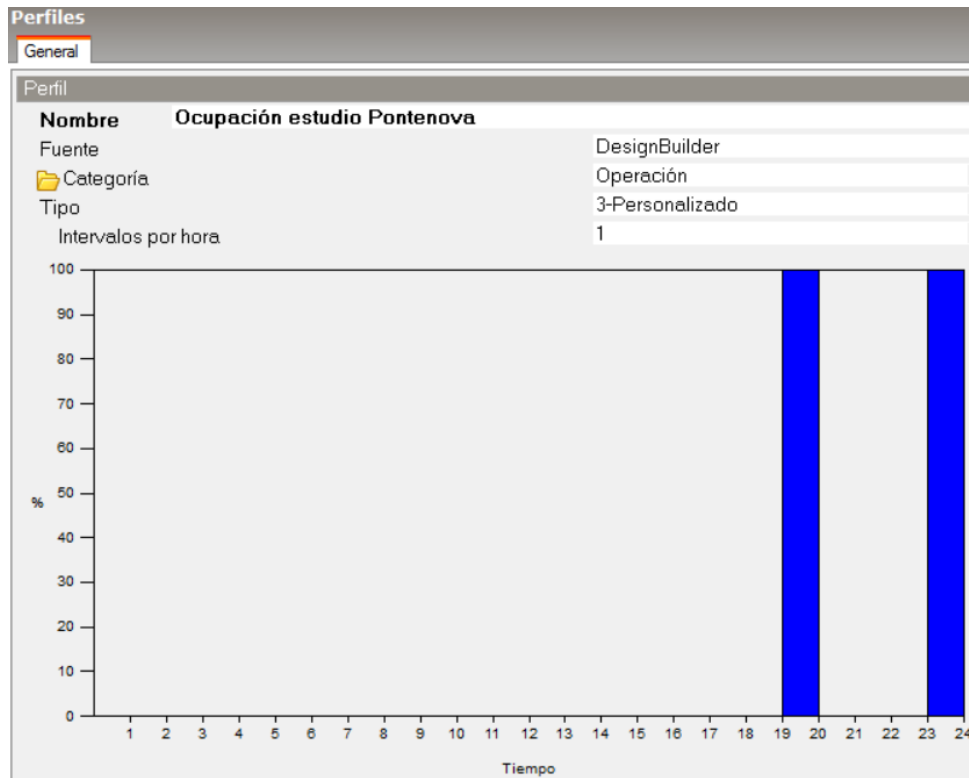 Perfiles
General
Perfil
Nombre Ocupación estudio Pontenova
Fuente DesignBuilder
Categoría Operación
Tipo 3-Personalizado
Intervalos por hora 1
100
90
80
70
60
50
%
40
30
20
10
0
1 2 3 4 5 6 7 8 9 10 11 12 13 14 15 16 17 18 19 20 21 22 23 24
Tiempo